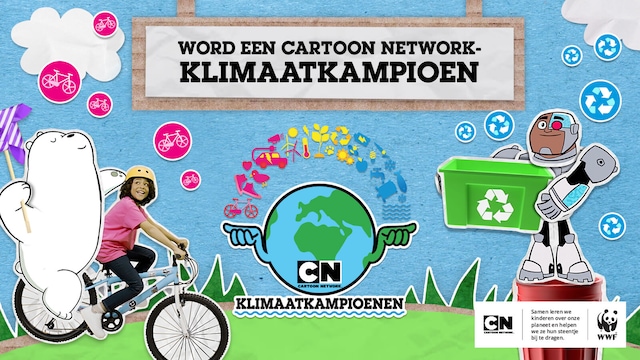 WORD EEN CARTOON NETWORK-
KLIMAATKAMPIOEN
CN
CARTOON NETWORK
KLIMAATKAMPIOENEN
CN
CARTOON NETWORK.
Samen leren we
kinderen over onze
planeet en helpen
we ze hun steentje
bij te dragen.
WWF